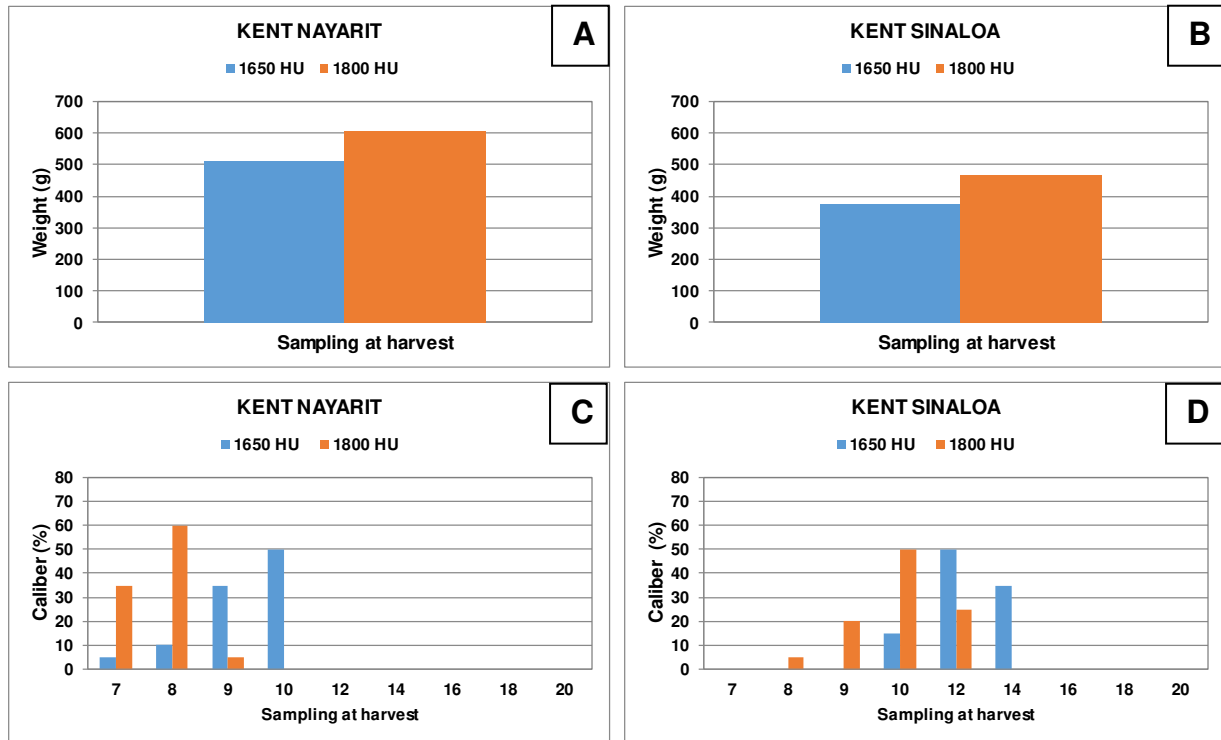 KENT NAYARIT
A
1650 HU 1800 HU
Weight (g)
700
600
500
400
300
200
100
0
Sampling at harvest
KENT SINALOA
B
1650 HU 1800 HU
Weight (g)
700
600
500
400
300
200
100
0
Sampling at harvest
KENT NAYARIT
C
1650 HU 1800 HU
Caliber (%)
80
70
60
50
40
30
20
10
0
7 8 9 10 12 14 16 18 20
Sampling at harvest
KENT SINALOA
D
1650 HU 1800 HU
Caliber (%)
80
70
60
50
40
30
20
10
0
7 8 9 10 12 14 16 18 20
Sampling at harvest